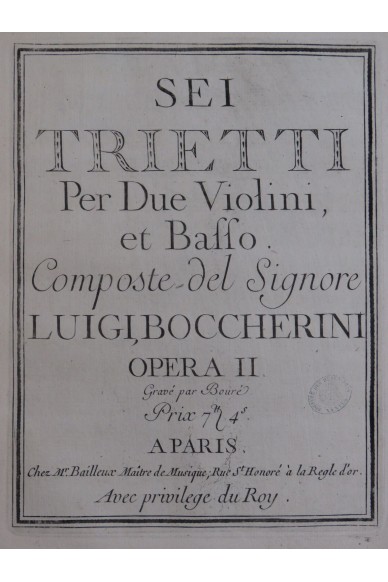 SEI
TRIETTI
Per Due Violini,
et Baſſo.
Composte del Signore
LUIGI, BOCCHERINI
OPERA II
Gravé par Bouré
Prix 7ᵗᵗ 4ˢ.
A PARIS.
Chez Mʳ. Bailleux Maître de Musique, Rue Sᵗ. Honoré à la Regle d'or.
Avec privilege du Roy.